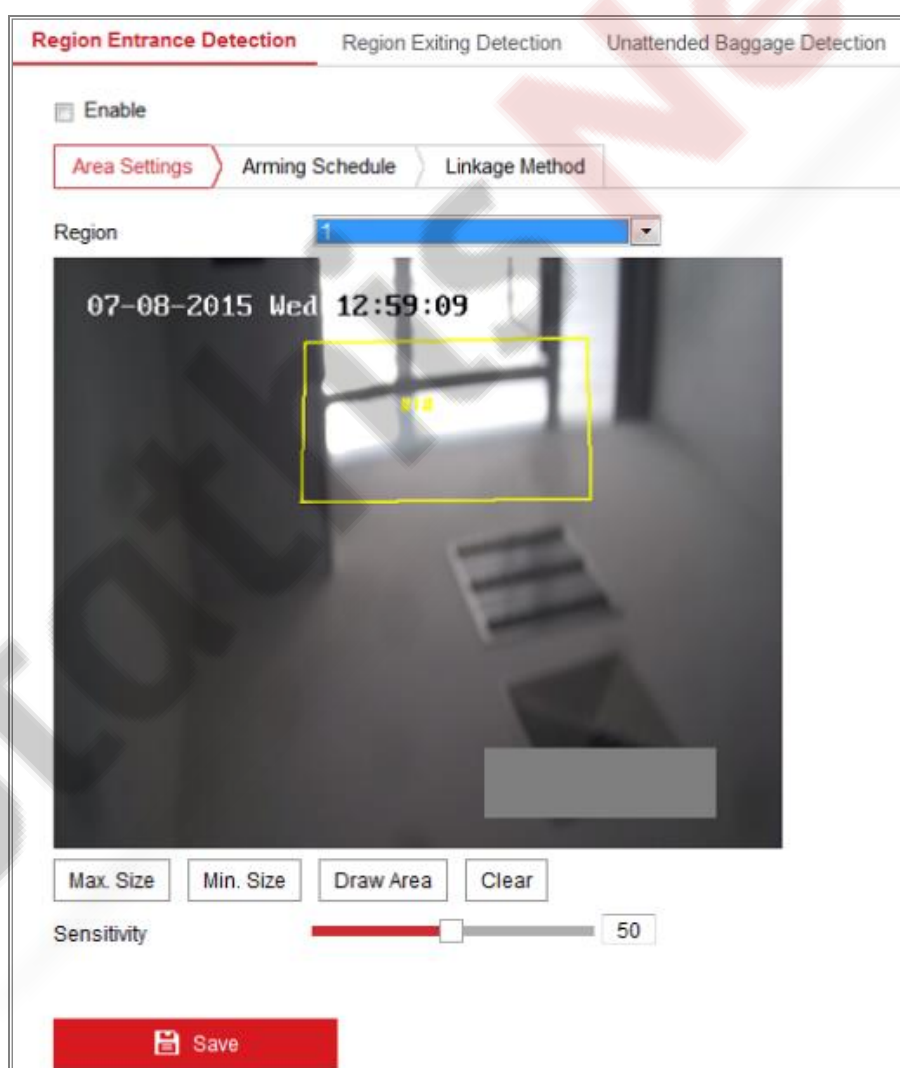 Region Entrance Detection Region Exiting Detection Unattended Baggage Detection
Enable
Area Settings Arming Schedule Linkage Method
Region 1
07-08-2015 Wed 12:59:09
Max. Size Min. Size Draw Area Clear
Sensitivity 50
Save